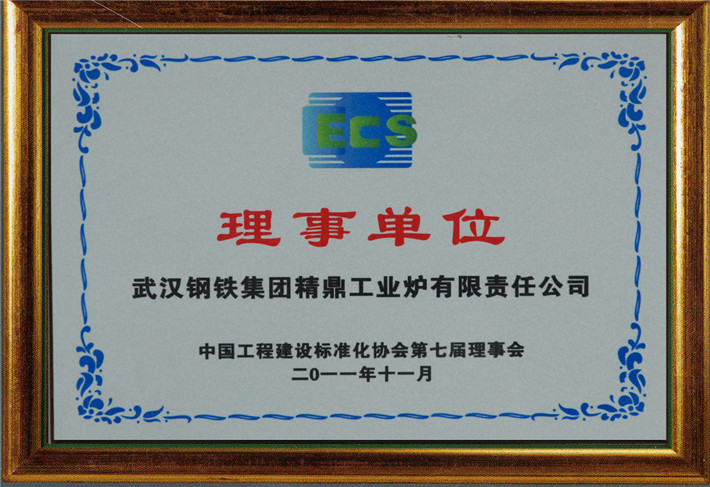 ECS
理事单位
武汉钢铁集团精鼎工业炉有限责任公司
中国工程建设标准化协会第七届理事会
二0一一年十一月